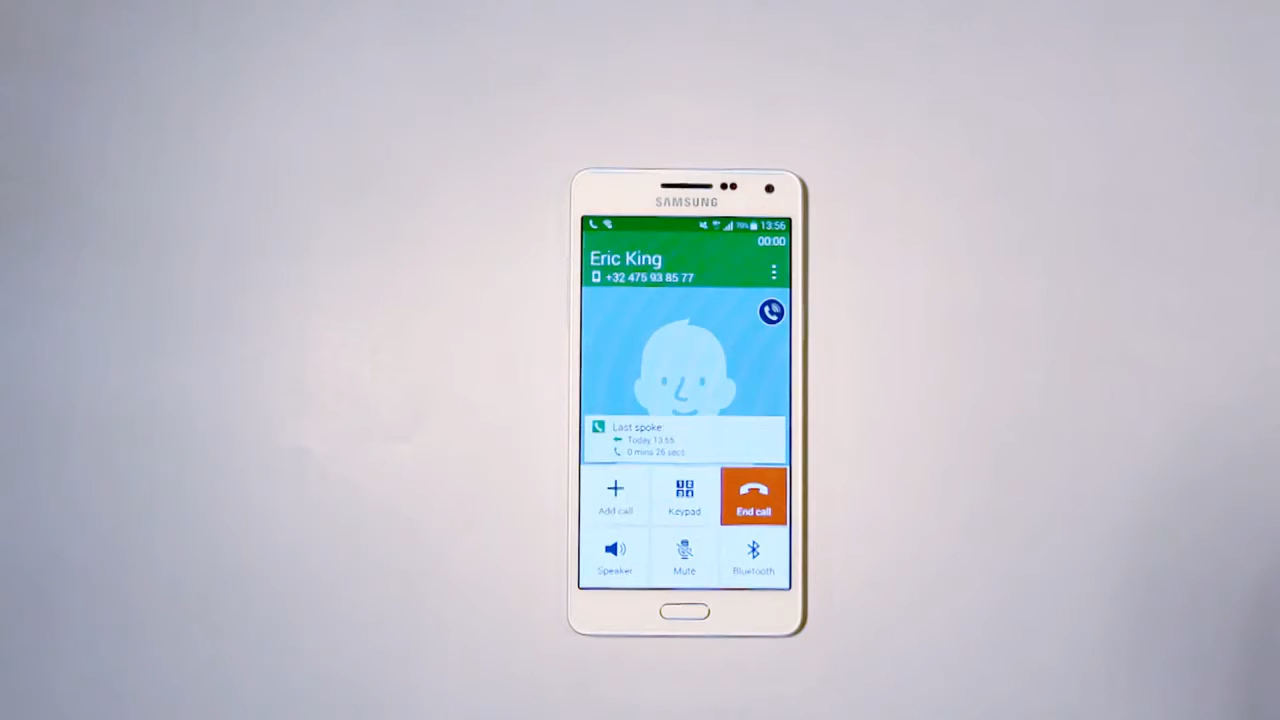 SAMSUNG
13:56
00:00
Eric King
+32 475 93 85 77
Last spoke:
Today 13:55
0 mins 26 secs
Add call
Keypad
End call
Speaker
Mute
Bluetooth